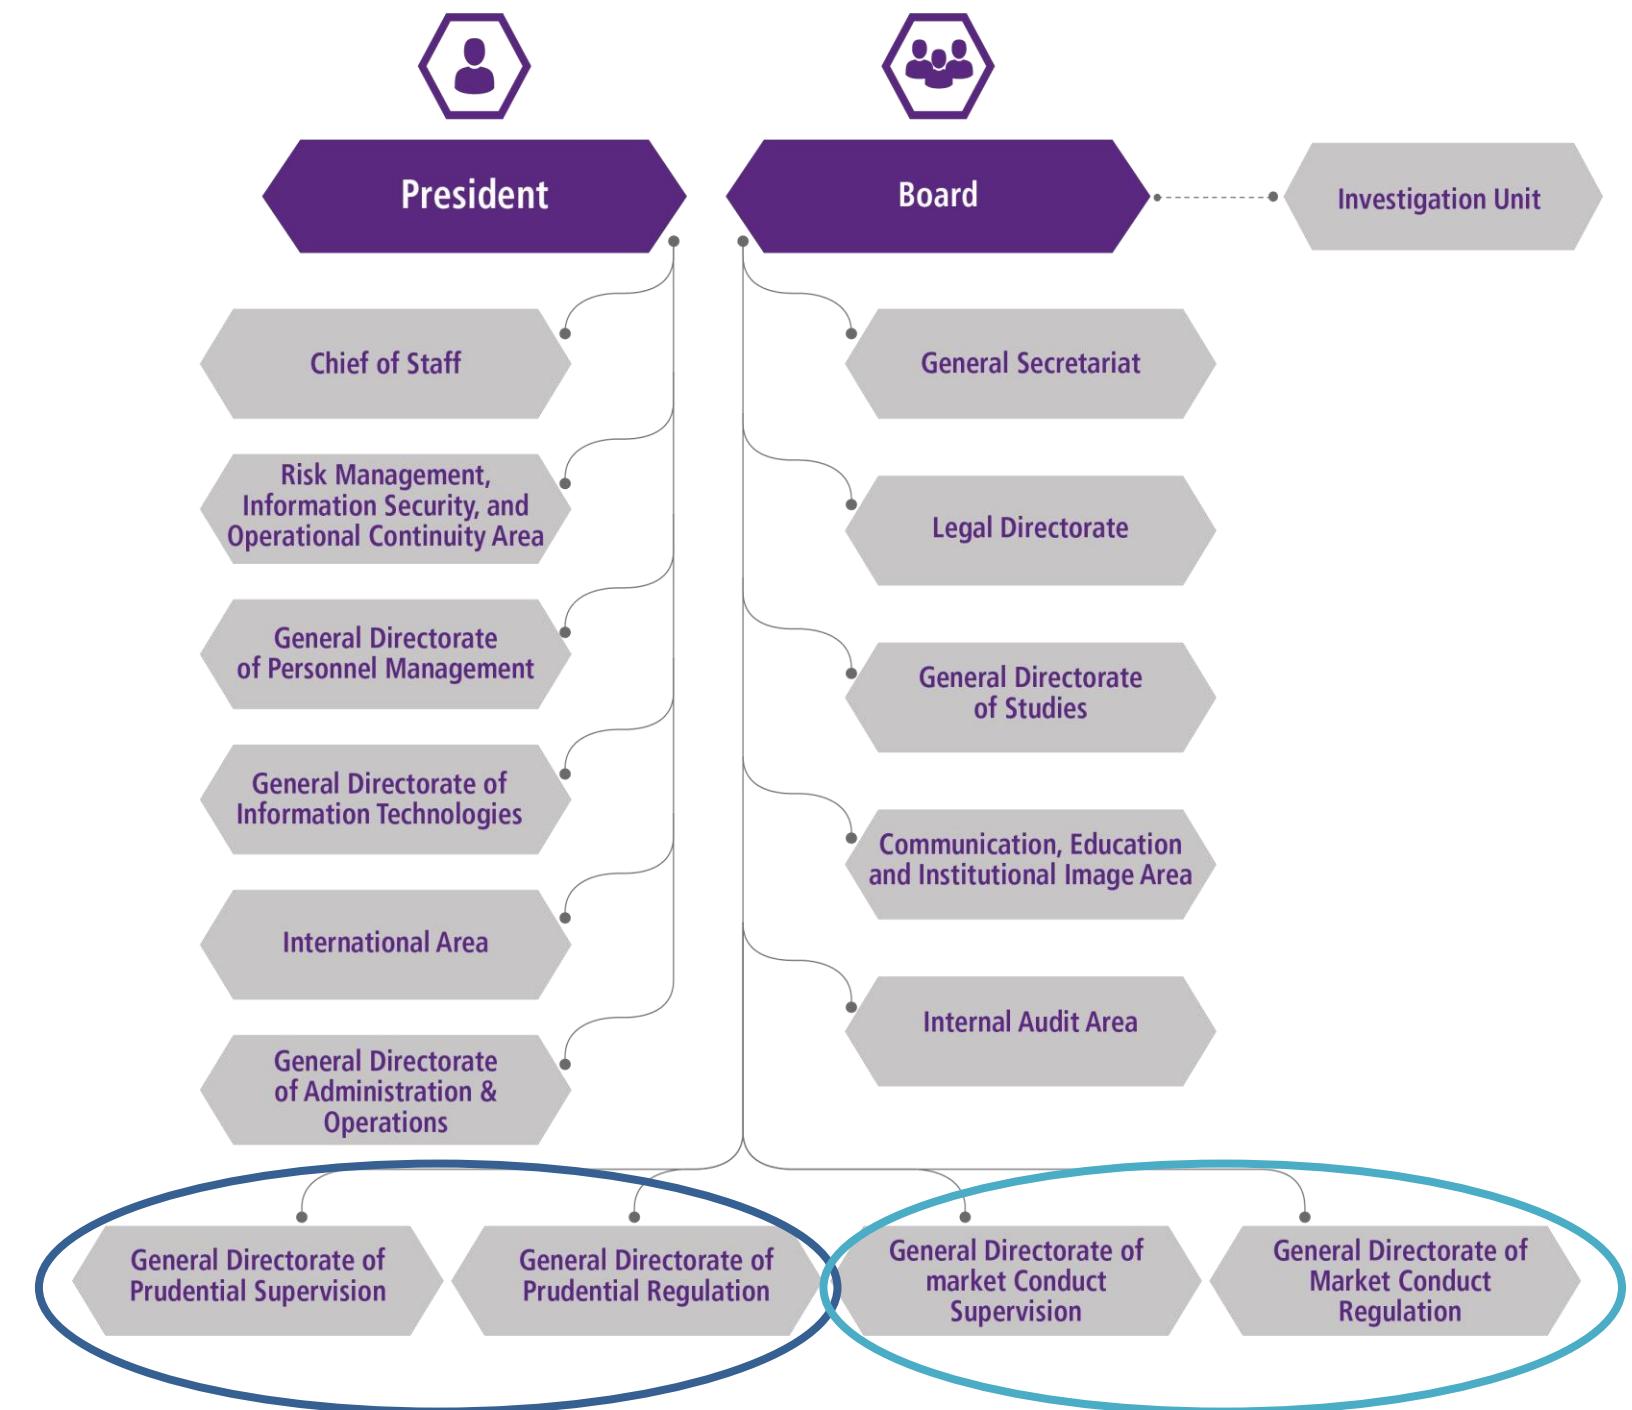 President
Board
Investigation Unit
Chief of Staff
General Secretariat
Risk Management,
Information Security, and
Operational Continuity Area
Legal Directorate
General Directorate
of Personnel Management
General Directorate
of Studies
General Directorate of
Information Technologies
Communication, Education
and Institutional Image Area
International Area
Internal Audit Area
General Directorate
of Administration &
Operations
General Directorate of
Prudential Supervision
General Directorate of
Prudential Regulation
General Directorate of
market Conduct
Supervision
General Directorate of
Market Conduct
Regulation